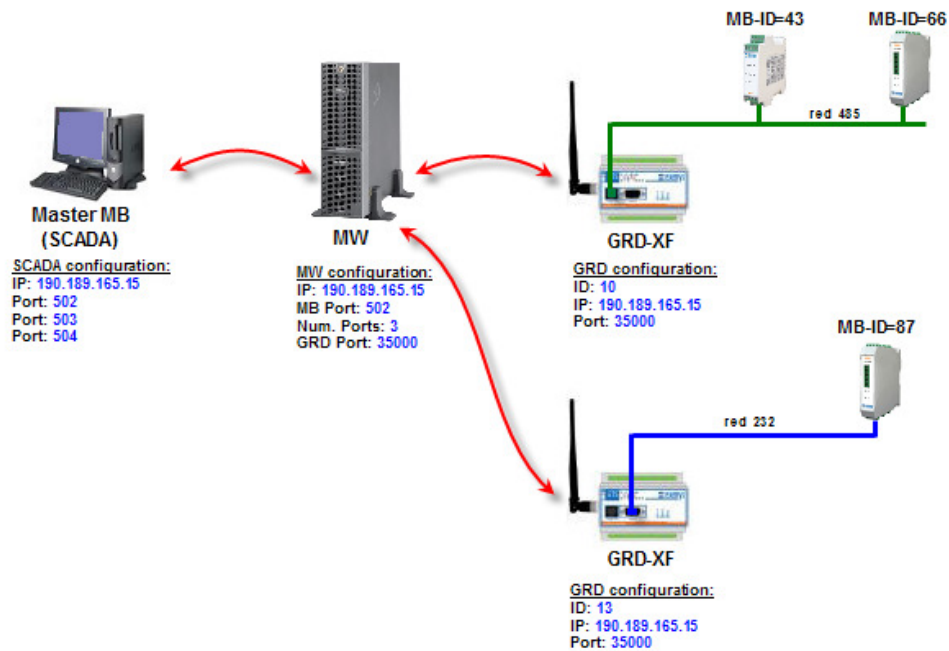 MB-ID=43
MB-ID=66
red 485
Master MB
(SCADA)
SCADA configuration:
IP: 190.189.165.15
Port: 502
Port: 503
Port: 504
MW
MW configuration:
IP: 190.189.165.15
MB Port: 502
Num. Ports: 3
GRD Port: 35000
GRD-XF
GRD configuration:
ID: 10
IP: 190.189.165.15
Port: 35000
MB-ID=87
red 232
GRD-XF
GRD configuration:
ID: 13
IP: 190.189.165.15
Port: 35000